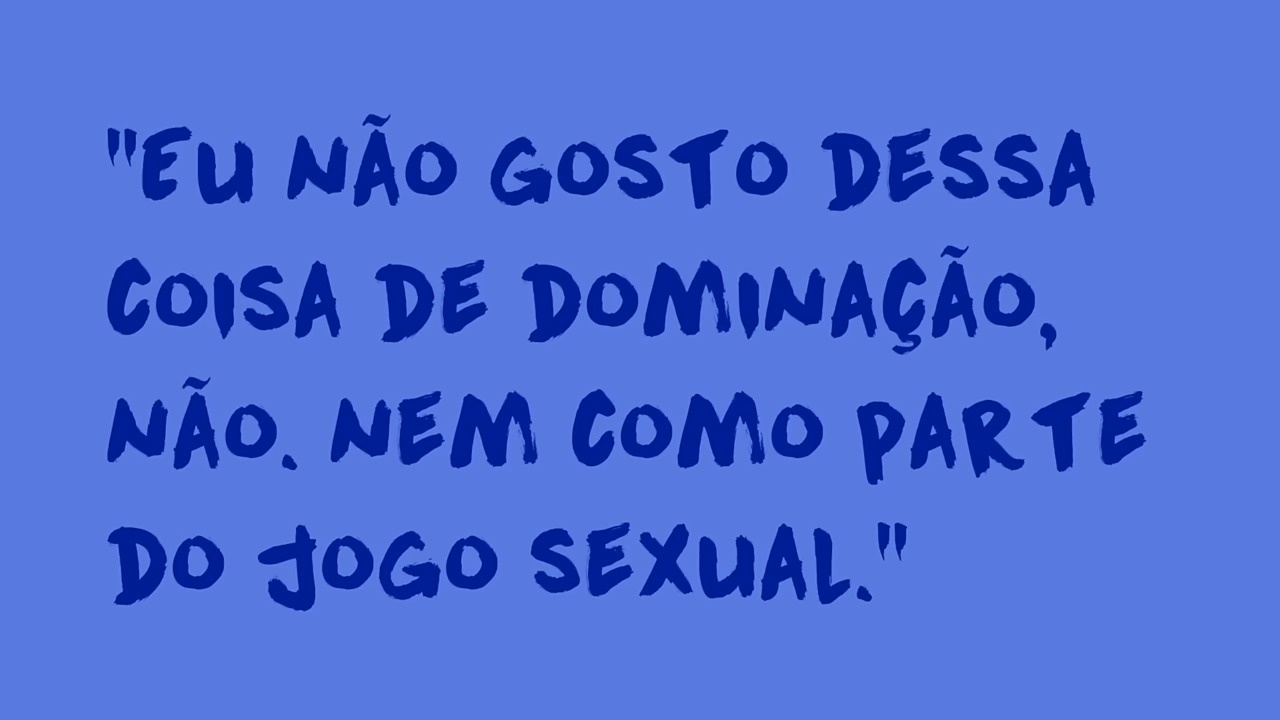 "EU NÃO GOSTO DESSA
COISA DE DOMINAÇÃO,
NÃO. NEM COMO PARTE
DO JOGO SEXUAL."